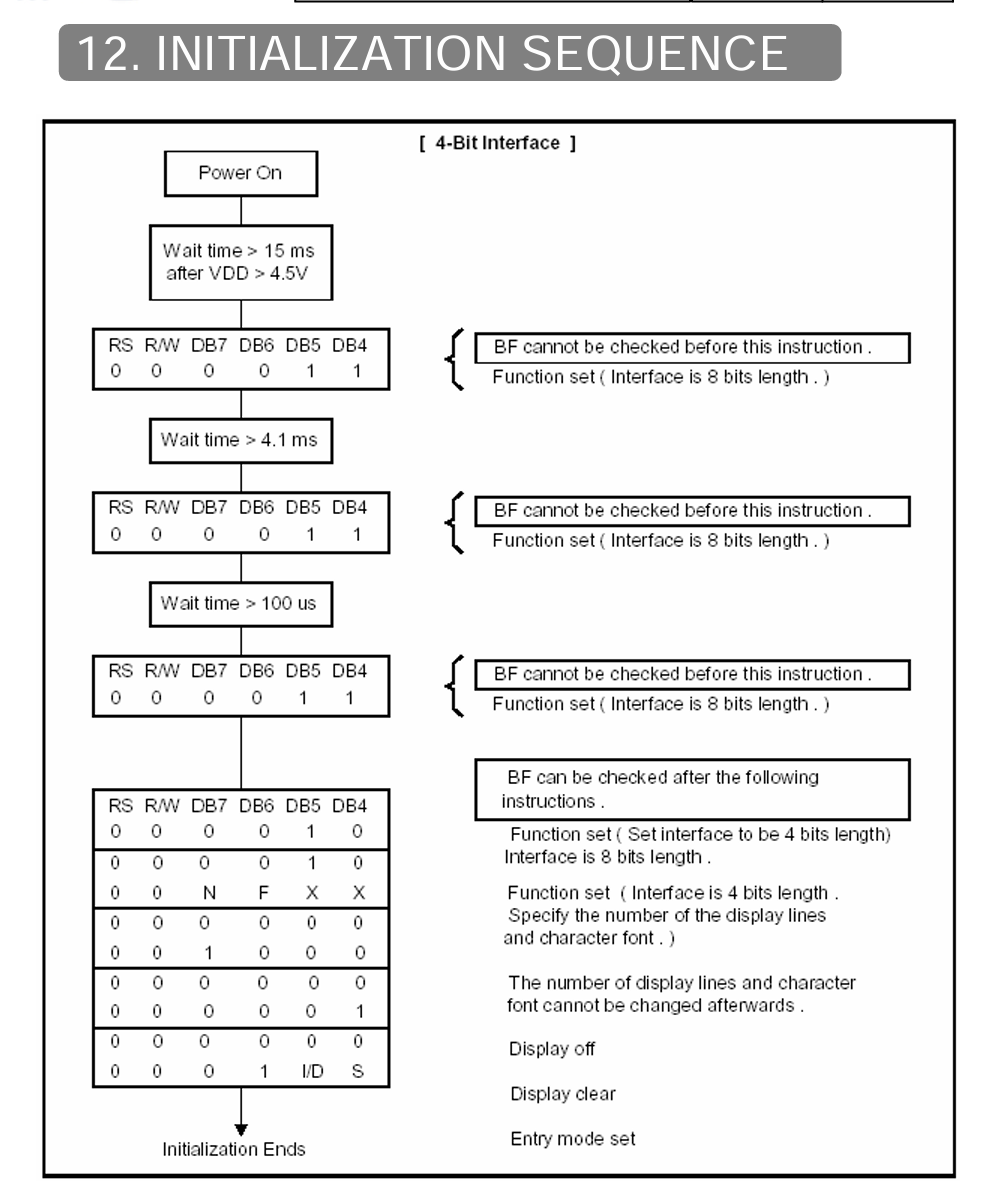 12. INITIALIZATION SEQUENCE
[ 4-Bit Interface ]
Power On
Wait time > 15 ms
after VDD > 4.5V
RS R/W DB7 DB6 DB5 DB4
0 0 0 0 1 1
BF cannot be checked before this instruction .
Function set ( Interface is 8 bits length . )
Wait time > 4.1 ms
RS R/W DB7 DB6 DB5 DB4
0 0 0 0 1 1
BF cannot be checked before this instruction .
Function set ( Interface is 8 bits length . )
Wait time > 100 us
RS R/W DB7 DB6 DB5 DB4
0 0 0 0 1 1
BF cannot be checked before this instruction .
Function set ( Interface is 8 bits length . )
RS R/W DB7 DB6 DB5 DB4
0 0 0 0 1 0
0 0 0 0 1 0
0 0 N F X X
0 0 0 0 0 0
0 0 1 0 0 0
0 0 0 0 0 0
0 0 0 0 0 1
0 0 0 0 0 0
0 0 0 1 I/D S
BF can be checked after the following
instructions .
Function set ( Set interface to be 4 bits length)
Interface is 8 bits length .
Function set ( Interface is 4 bits length .
Specify the number of the display lines
and character font . )
The number of display lines and character
font cannot be changed afterwards .
Display off
Display clear
Entry mode set
Initialization Ends